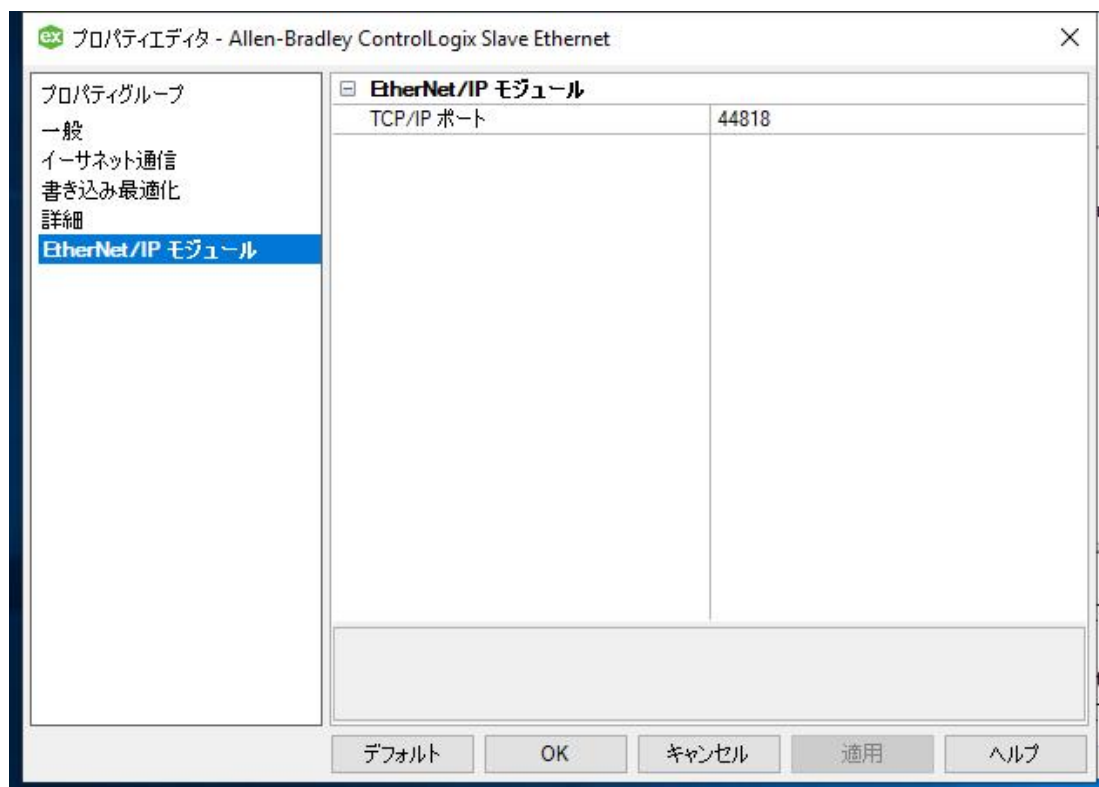 ex プロパティエディタ - Allen-Bradley ControlLogix Slave Ethernet
プロパティグループ
一般
イーサネット通信
書き込み最適化
詳細
EtherNet/IP モジュール
EtherNet/IP モジュール
TCP/IP ポート 44818
デフォルト OK キャンセル 適用 ヘルプ